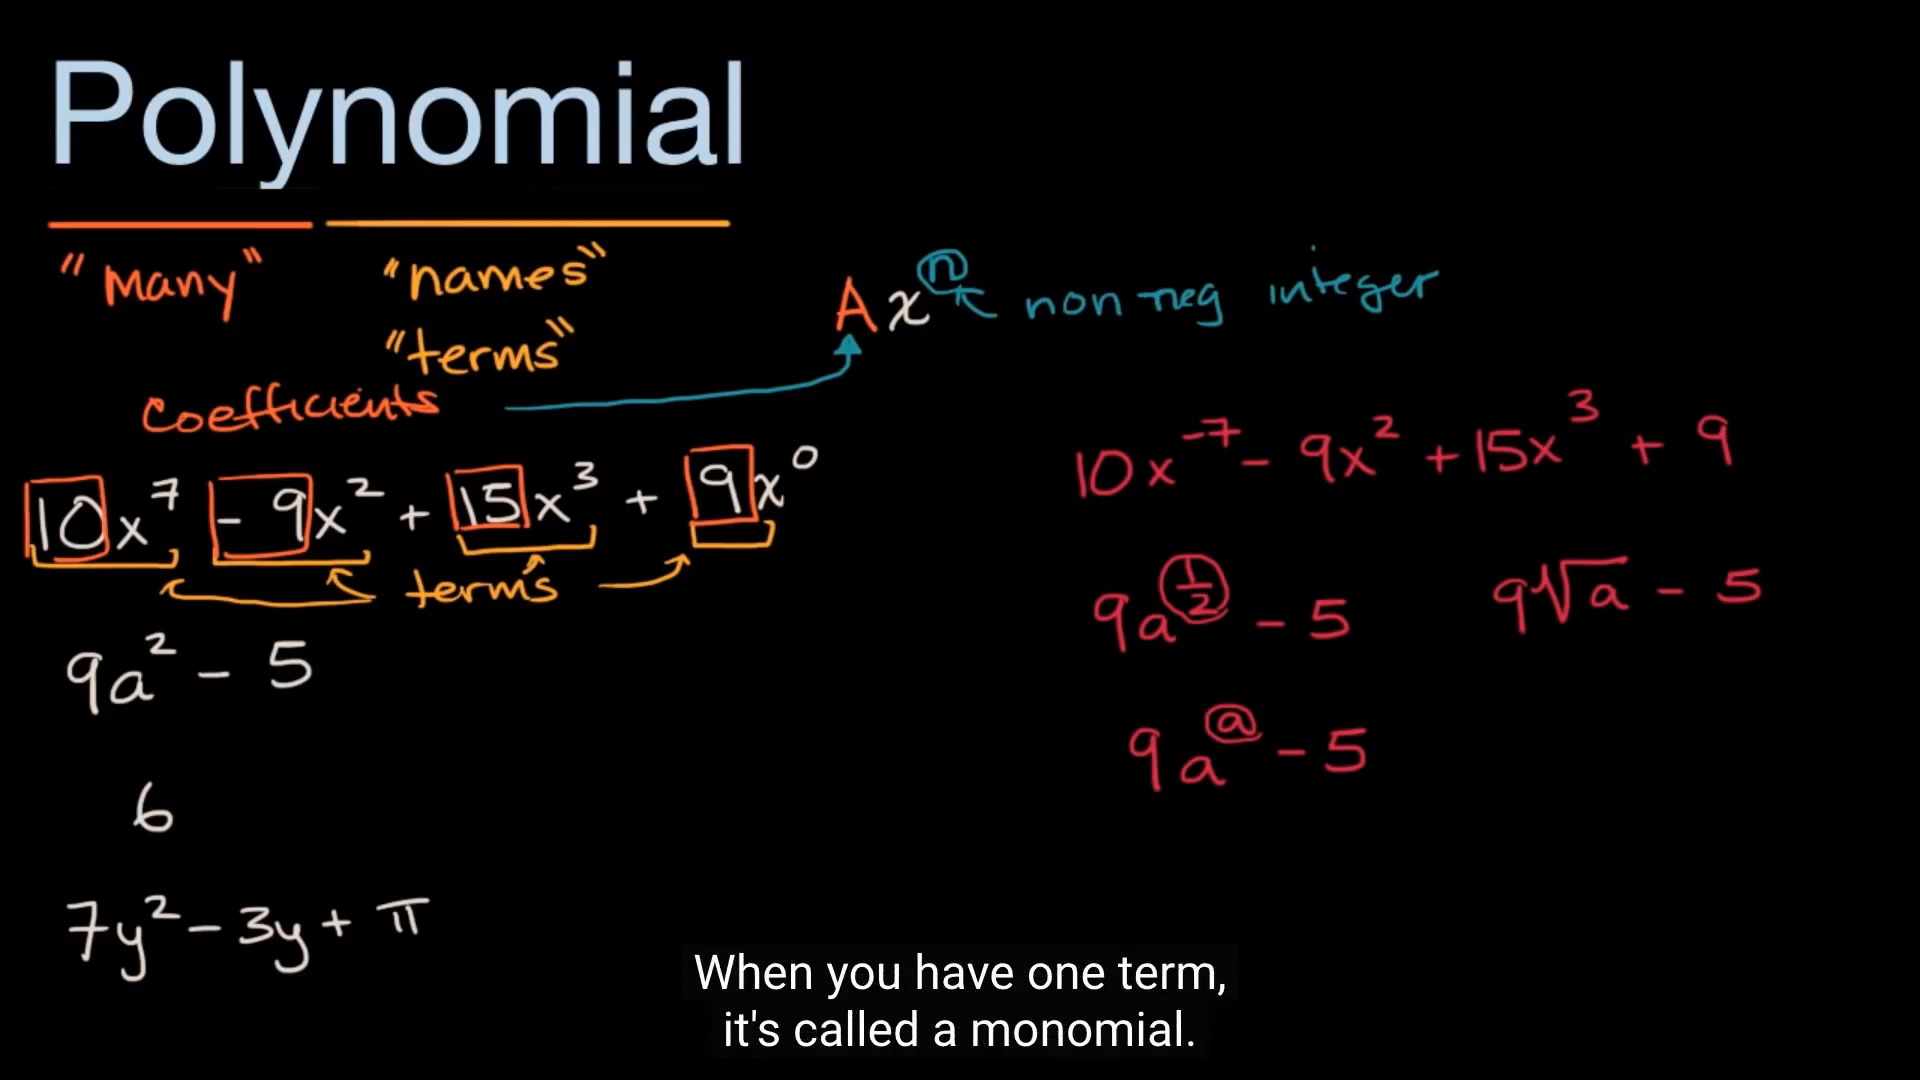 Polynomial
"Many" "names"
"terms"
Coefficients
Ax^n non neg integer
10x^7 - 9x^2 + 15x^3 + 9x^0
terms
9a^2 - 5
6
7y^2 - 3y + π
10x^-7 - 9x^2 + 15x^3 + 9
9a^1/2 - 5 9√a - 5
9a^a - 5
When you have one term,
it's called a monomial.